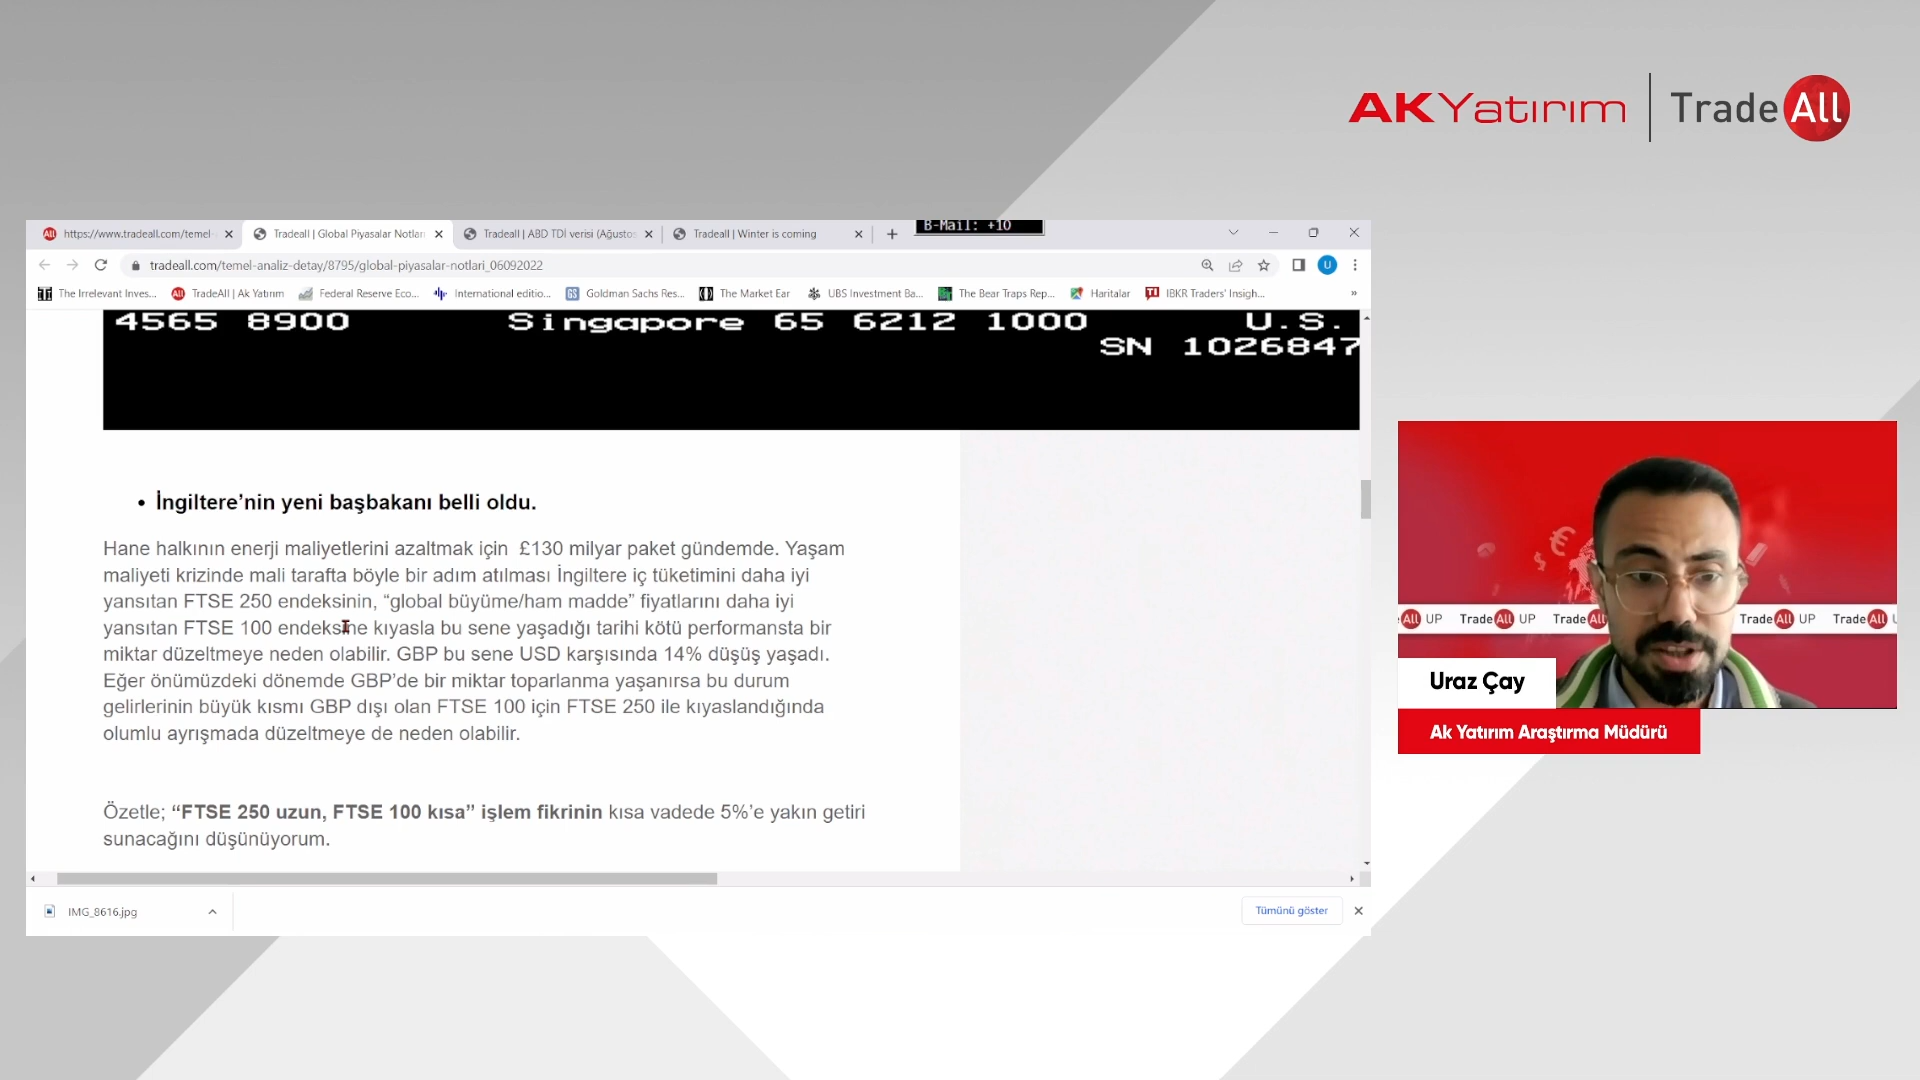 AKYatırım | TradeAll
https://www.tradeall.com/temel-
Tradeall | Global Piyasalar Notları
Tradeall | ABD TDİ verisi (Ağustos
Tradeall | Winter is coming
B-Mail: +10
tradeall.com/temel-analiz-detay/8795/global-piyasalar-notlari_06092022
U
The Irrelevant Inves...
TradeAll | Ak Yatırım
Federal Reserve Eco...
International editio...
Goldman Sachs Res...
The Market Ear
UBS Investment Ba...
The Bear Traps Rep...
Haritalar
IBKR Traders' Insigh...
»
4565 8900 Singapore 65 6212 1000 U.S.
SN 1026847
• İngiltere’nin yeni başbakanı belli oldu.
Hane halkının enerji maliyetlerini azaltmak için £130 milyar paket gündemde. Yaşam
maliyeti krizinde mali tarafta böyle bir adım atılması İngiltere iç tüketimini daha iyi
yansıtan FTSE 250 endeksinin, “global büyüme/ham madde” fiyatlarını daha iyi
yansıtan FTSE 100 endeksine kıyasla bu sene yaşadığı tarihi kötü performansta bir
miktar düzeltmeye neden olabilir. GBP bu sene USD karşısında 14% düşüş yaşadı.
Eğer önümüzdeki dönemde GBP’de bir miktar toparlanma yaşanırsa bu durum
gelirlerinin büyük kısmı GBP dışı olan FTSE 100 için FTSE 250 ile kıyaslandığında
olumlu ayrışmada düzeltmeye de neden olabilir.
Özetle; “FTSE 250 uzun, FTSE 100 kısa” işlem fikrinin kısa vadede 5%’e yakın getiri
sunacağını düşünüyorum.
IMG_8616.jpg
Tümünü göster
All UP TradeAll UP TradeAll TradeAll UP TradeAll U
Uraz Çay
Ak Yatırım Araştırma Müdürü